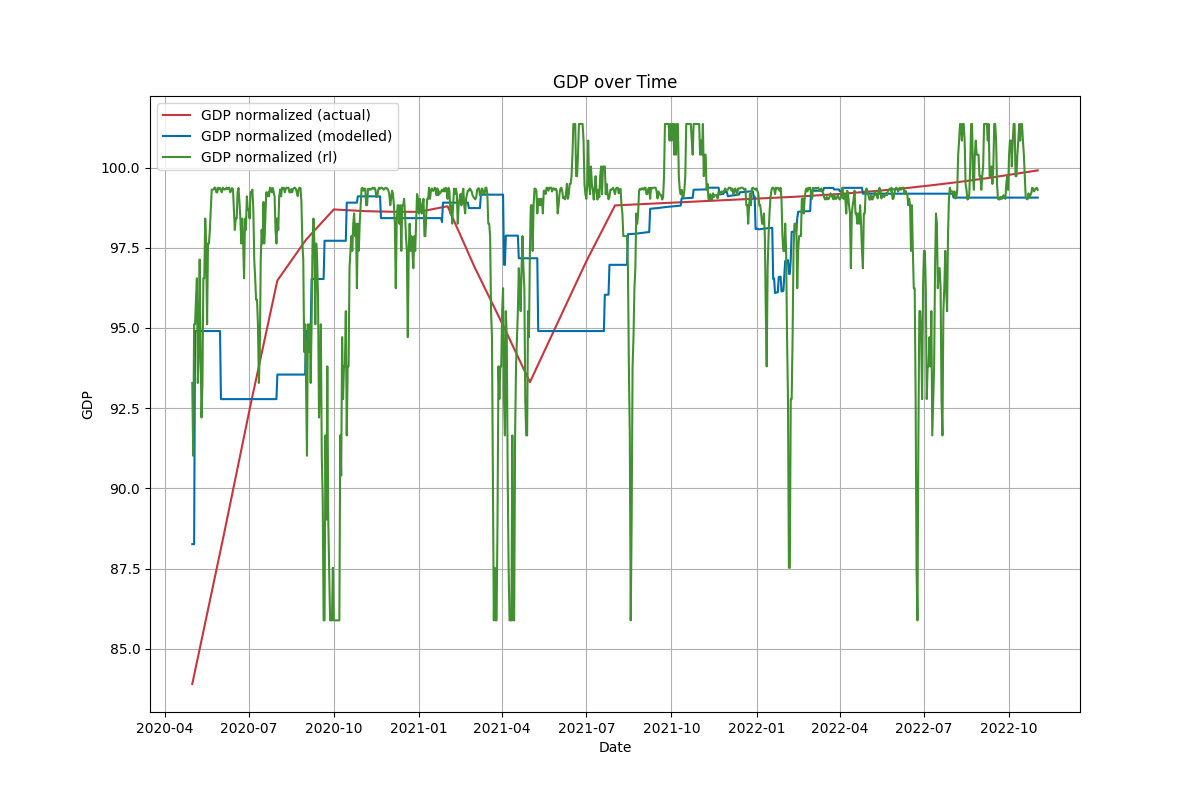 GDP over Time
GDP normalized (actual)
GDP normalized (modelled)
GDP normalized (rl)
100.0
97.5
95.0
92.5
90.0
87.5
85.0
GDP
2020-04 2020-07 2020-10 2021-01 2021-04 2021-07 2021-10 2022-01 2022-04 2022-07 2022-10
Date